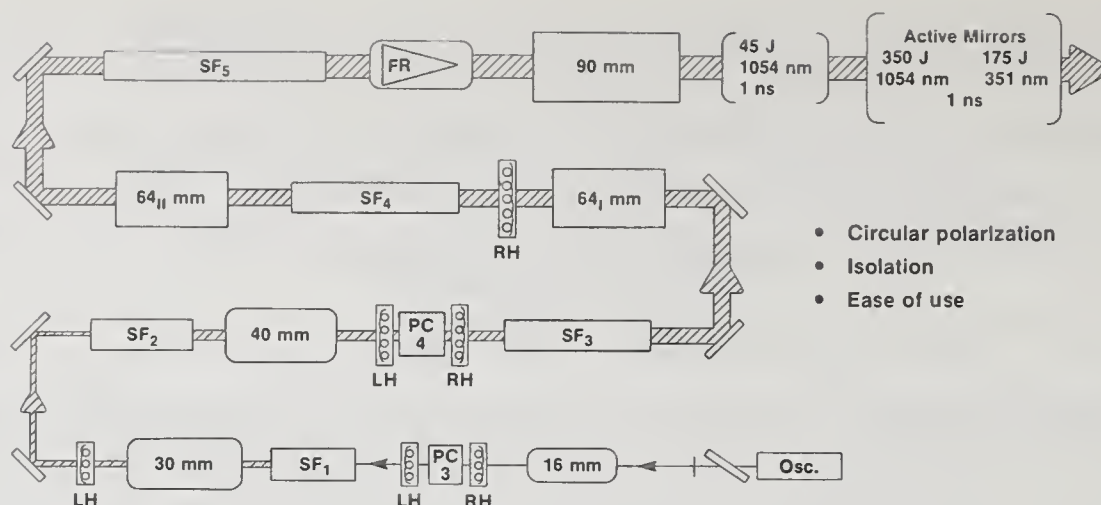 SF₅
FR
90 mm
45 J
1054 nm
1 ns
Active Mirrors
350 J 175 J
1054 nm 351 nm
1 ns
64II mm
SF₄
RH
64I mm
• Circular polarization
• Isolation
• Ease of use
SF₂
40 mm
LH
PC
4
RH
SF₃
LH
30 mm
SF₁
LH
PC
3
RH
16 mm
Osc.